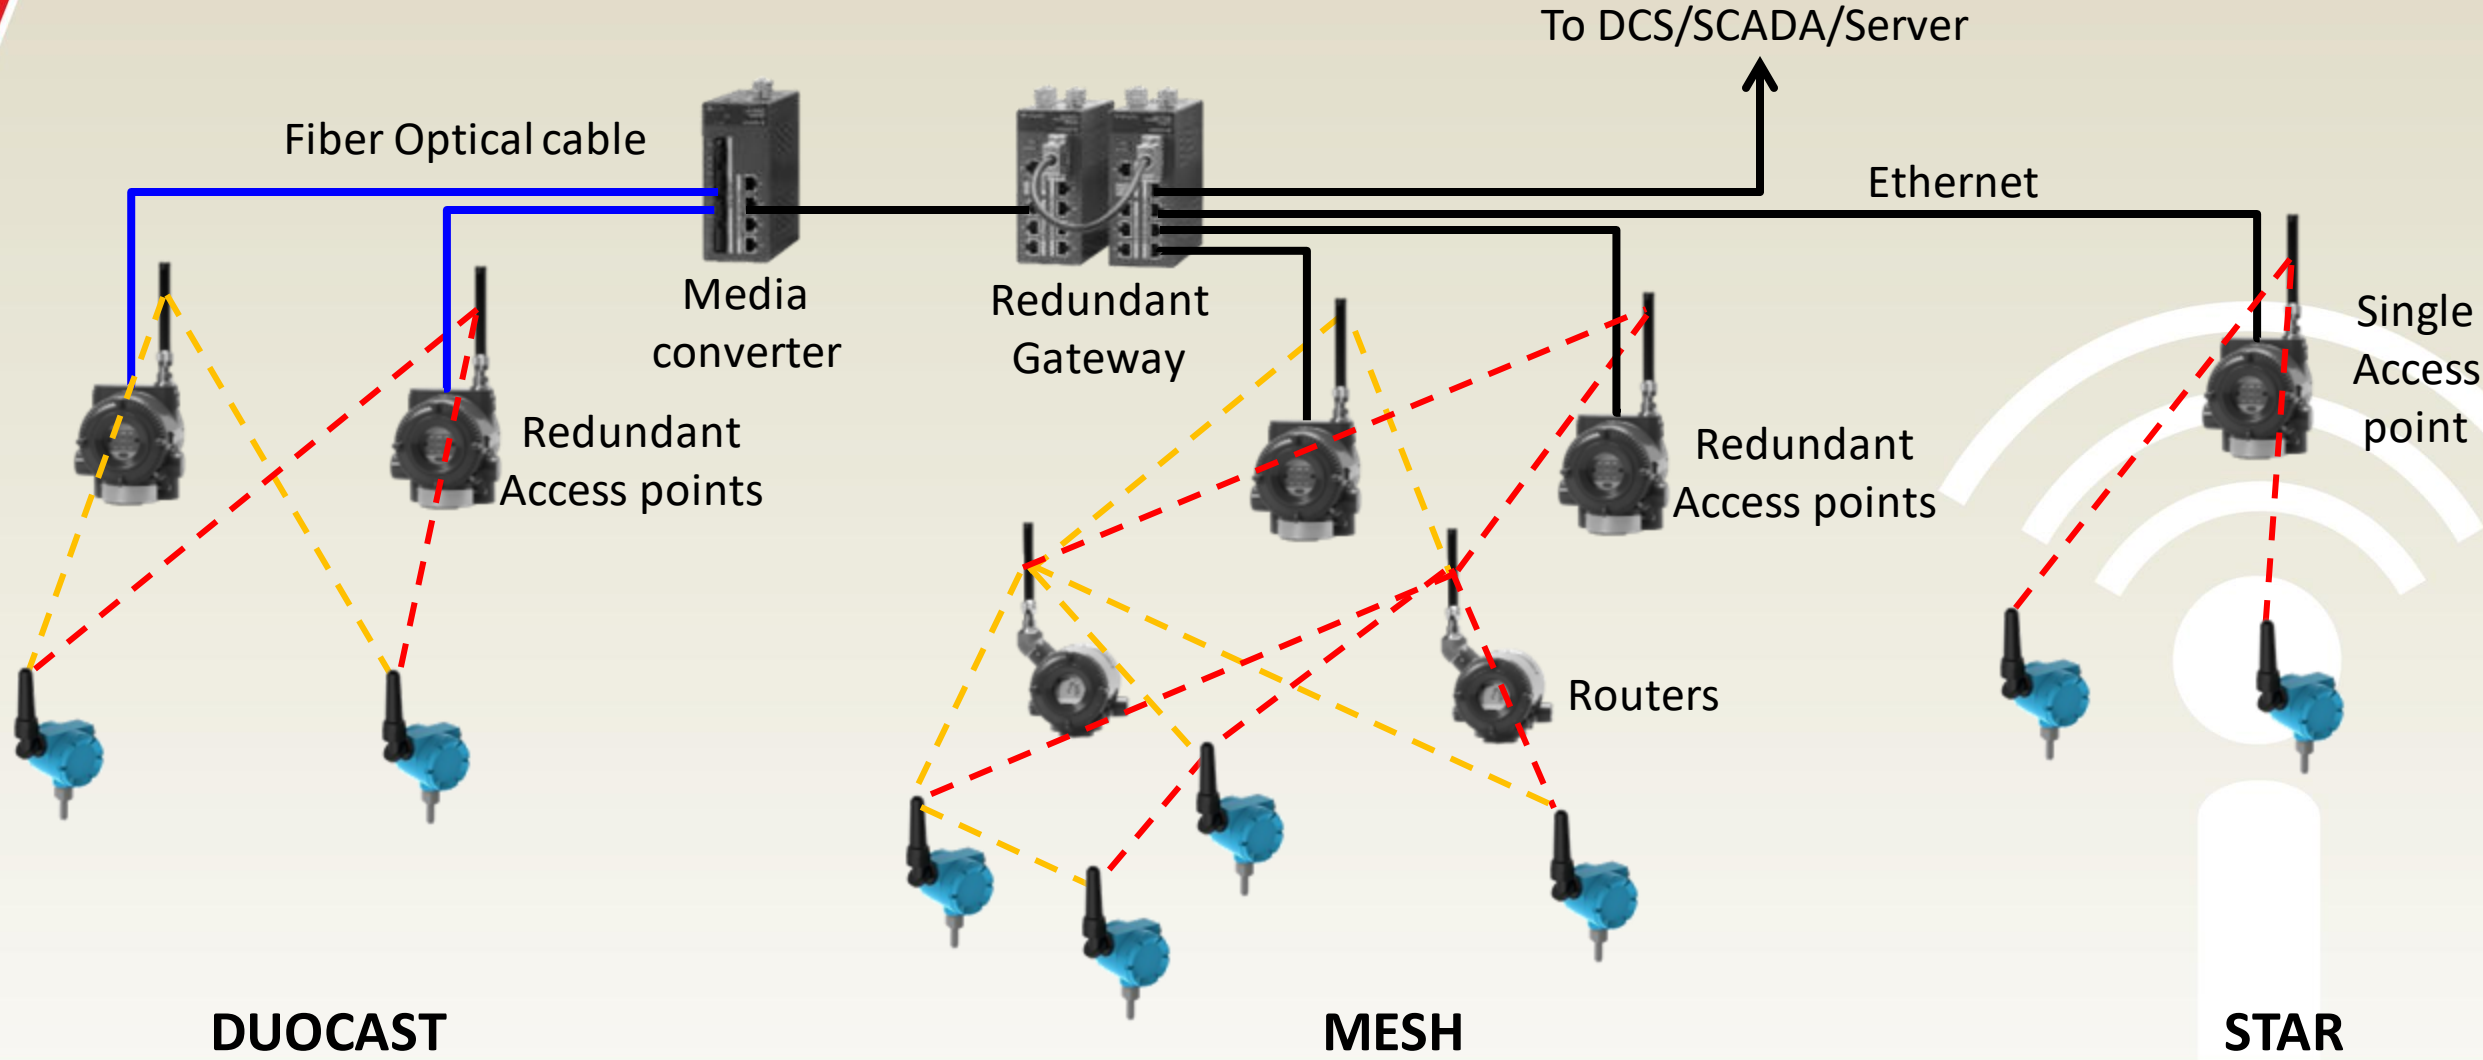 To DCS/SCADA/Server
Fiber Optical cable
Ethernet
Media
converter
Redundant
Gateway
Single
Access
point
Redundant
Access points
Redundant
Access points
Routers
DUOCAST
MESH
STAR